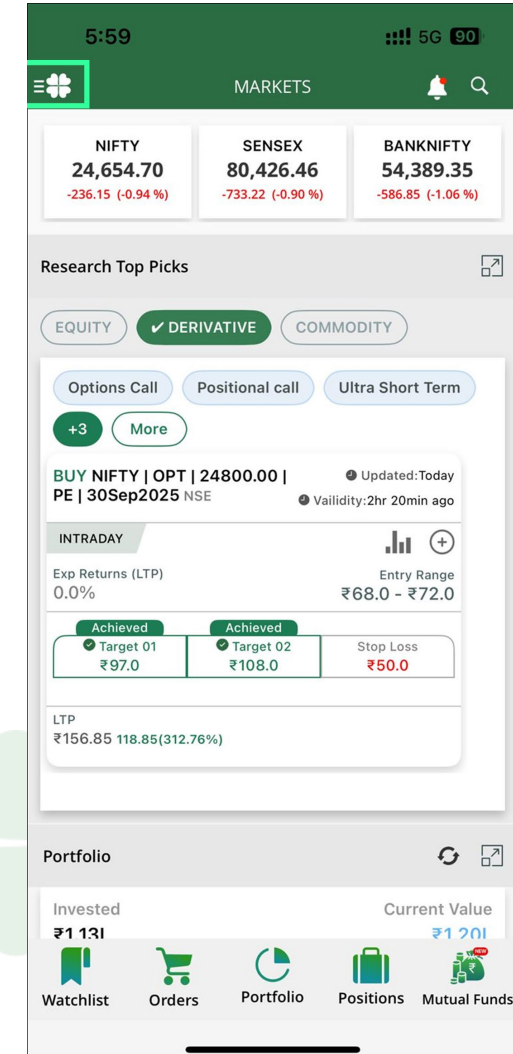 5:59 5G 90
MARKETS
NIFTY SENSEX BANKNIFTY
24,654.70 80,426.46 54,389.35
-236.15 (-0.94 %) -733.22 (-0.90 %) -586.85 (-1.06 %)
Research Top Picks
EQUITY ✔ DERIVATIVE COMMODITY
Options Call Positional call Ultra Short Term
+3 More
BUY NIFTY | OPT | 24800.00 | Updated:Today
PE | 30Sep2025 NSE Vailidity:2hr 20min ago
INTRADAY
Exp Returns (LTP) Entry Range
0.0% ₹68.0 - ₹72.0
Achieved Achieved
Target 01 Target 02 Stop Loss
₹97.0 ₹108.0 ₹50.0
LTP
₹156.85 118.85(312.76%)
Portfolio
Invested Current Value
₹1.13L ₹1.20L
NEW
Watchlist Orders Portfolio Positions Mutual Funds